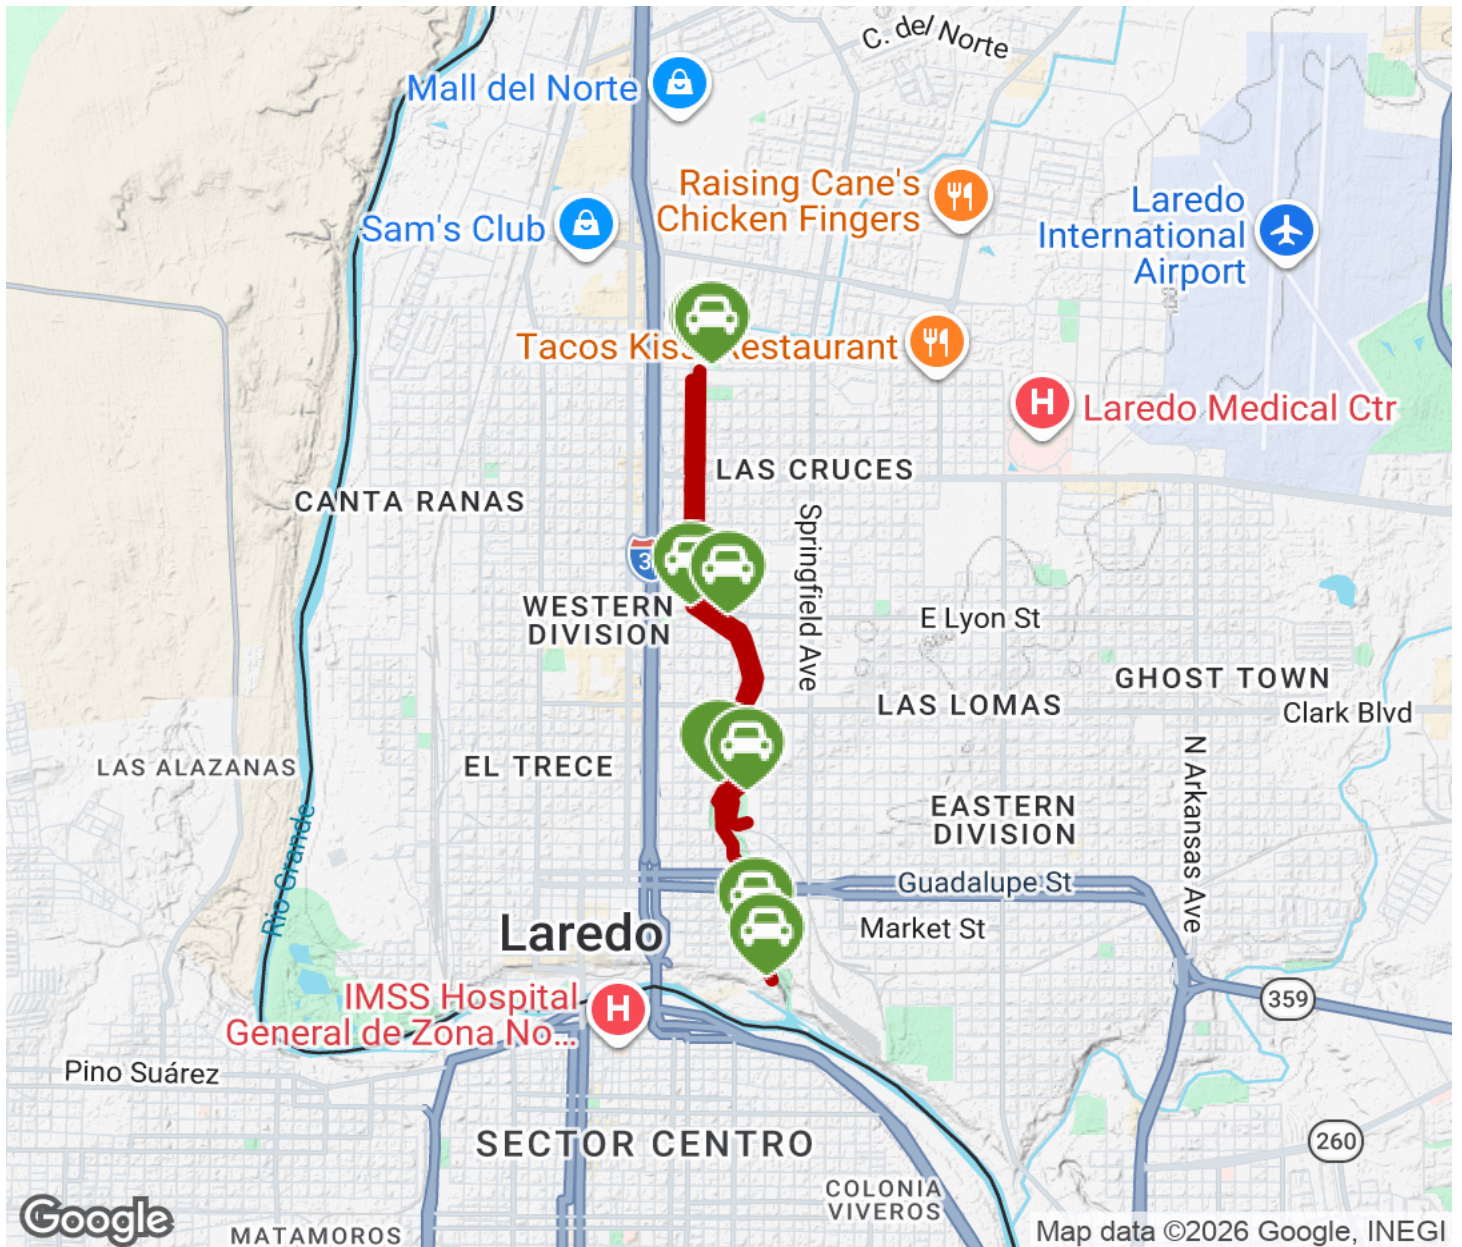 C. del Norte
Mall del Norte
Raising Cane's
Chicken Fingers
Laredo
International
Airport
Sam's Club
Tacos Kiss Restaurant
H
Laredo Medical Ctr
LAS CRUCES
CANTA RANAS
Springfield Ave
3
WESTERN
DIVISION
E Lyon St
GHOST TOWN
LAS LOMAS
Clark Blvd
LAS ALAZANAS
EL TRECE
N Arkansas Ave
EASTERN
DIVISION
Rio Grande
Guadalupe St
Laredo
Market St
IMSS Hospital
General de Zona No...
H
359
Pino Suárez
SECTOR CENTRO
260
COLONIA
VIVEROS
Google
MATAMOROS
Map data ©2026 Google, INEGI